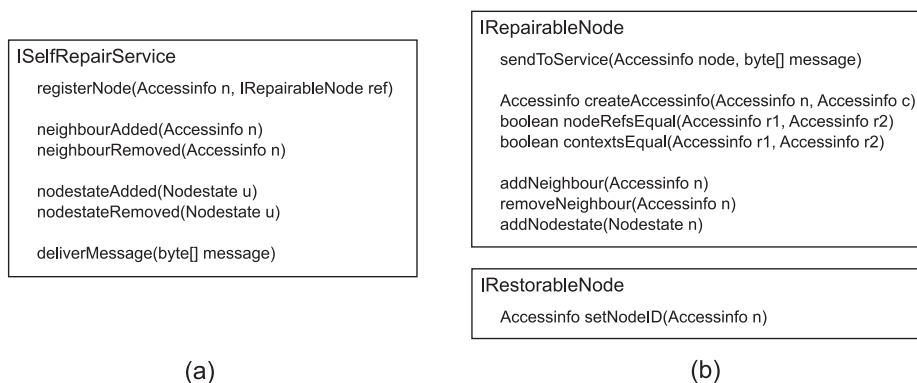 ISelfRepairService
registerNode(Accessinfo n, IRepairableNode ref)
neighbourAdded(Accessinfo n)
neighbourRemoved(Accessinfo n)
nodestateAdded(Nodestate u)
nodestateRemoved(Nodestate u)
deliverMessage(byte[] message)
(a)
IRepairableNode
sendToService(Accessinfo node, byte[] message)
Accessinfo createAccessinfo(Accessinfo n, Accessinfo c)
boolean nodeRefsEqual(Accessinfo r1, Accessinfo r2)
boolean contextsEqual(Accessinfo r1, Accessinfo r2)
addNeighbour(Accessinfo n)
removeNeighbour(Accessinfo n)
addNodestate(Nodestate n)
IRestorableNode
Accessinfo setNodeID(Accessinfo n)
(b)